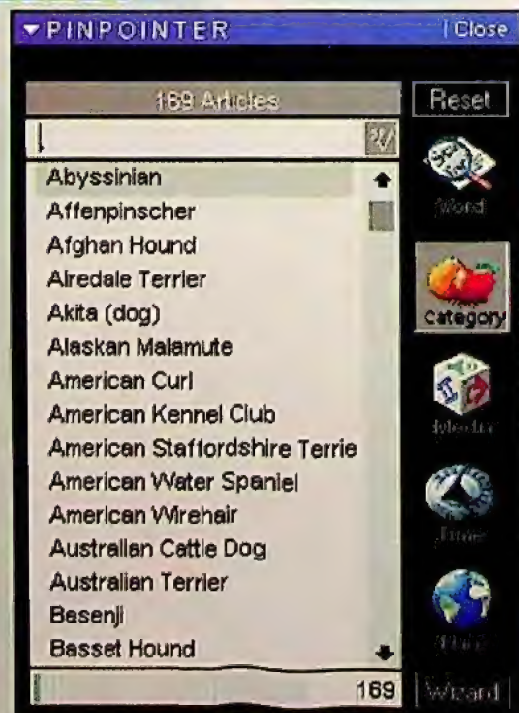 PINPOINTER Close
169 Articles Reset
Abyssinian
Affenpinscher
Afghan Hound
Airedale Terrier
Akita (dog)
Alaskan Malamute
American Curl
American Kennel Club
American Staffordshire Terrie
American Water Spaniel
American Wirehair
Australian Cattle Dog
Australian Terrier
Basenji
Basset Hound
169
Word
Category
Media
Time
Place
Wizard